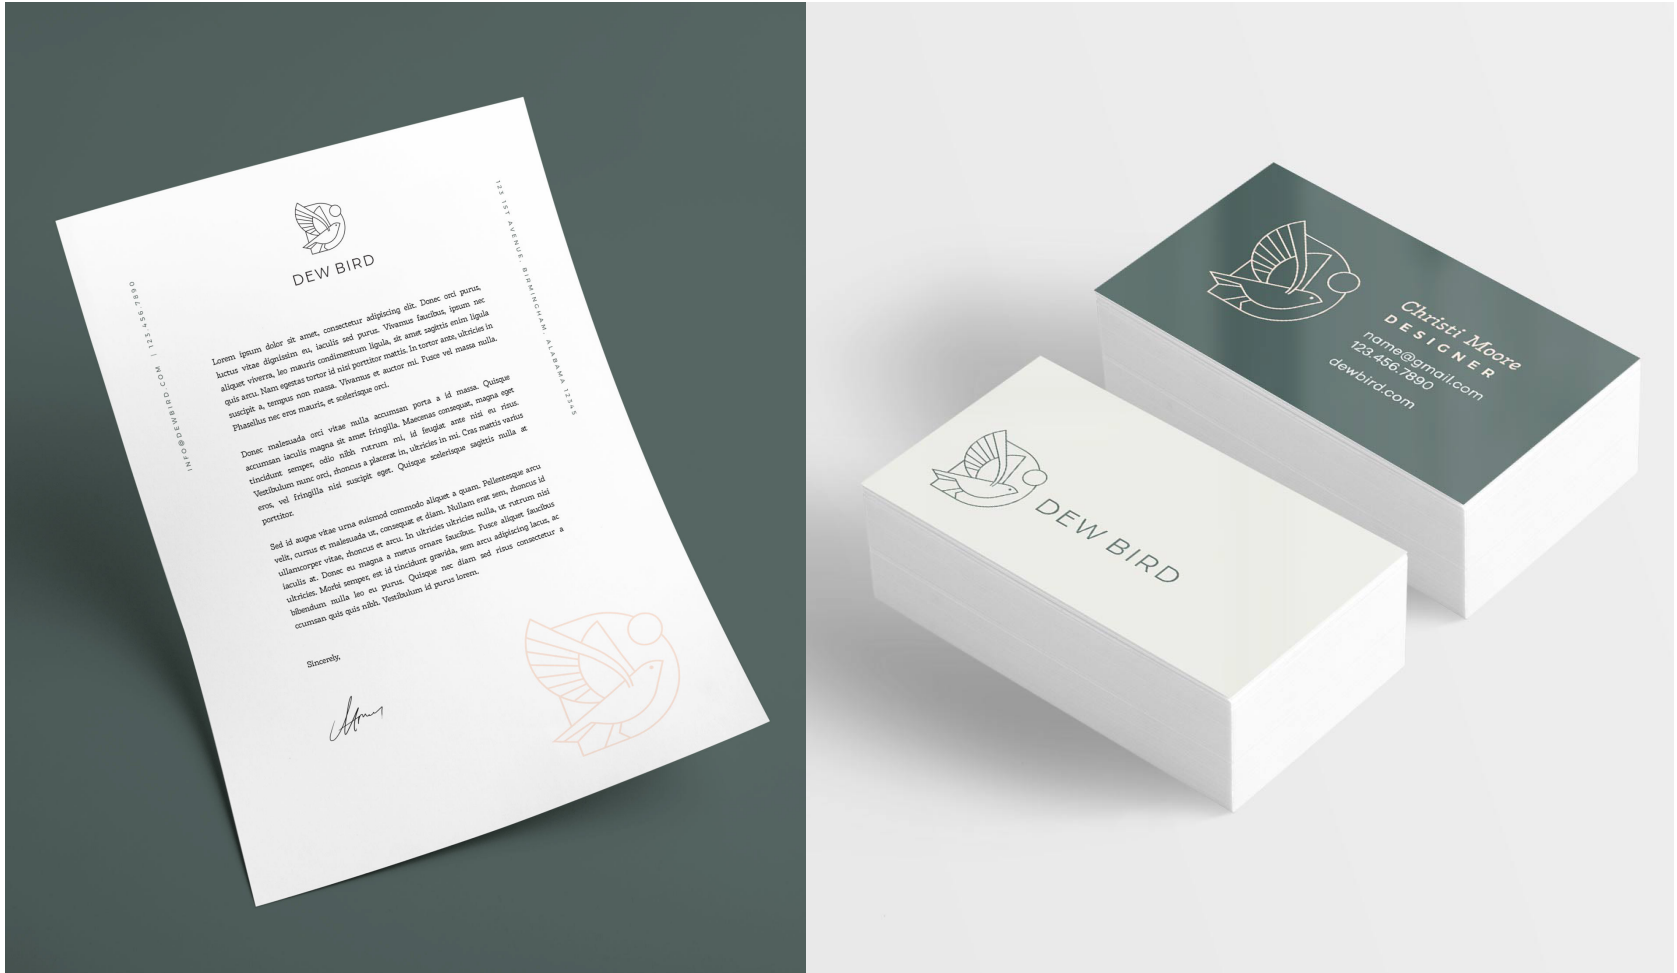 DEW BIRD
INFO@DEWBIRD.COM | 123.456.7890
123 1ST AVENUE, BIRMINGHAM, ALABAMA 12345
Lorem ipsum dolor sit amet, consectetur adipiscing elit. Donec orci purus,
luctus vitae dignissim eu, iaculis sed purus. Vivamus faucibus, ipsum nec
aliquet viverra, leo mauris condimentum ligula, sit amet sagittis enim ligula
quis arcu. Nam egestas tortor id nisl porttitor mattis. In tortor ante, ultricies in
suscipit a, tempus non massa. Vivamus et auctor mi. Fusce vel massa nulla.
Phasellus nec eros mauris, et scelerisque orci.
Donec malesuada orci vitae nulla accumsan porta a id massa. Quisque
accumsan iaculis magna sit amet fringilla. Maecenas consequat, magna eget
tincidunt semper, odio nibh rutrum mi, id feugiat ante nisi eu risus.
Vestibulum nunc orci, rhoncus a placerat in, ultricies in mi. Cras mattis varius
eros, vel fringilla nisi suscipit eget. Quisque scelerisque sagittis nulla at
porttitor.
Sed id augue vitae urna euismod commodo aliquet a quam. Pellentesque arcu
velit, cursus et malesuada ut, consequat et diam. Nullam erat sem, rhoncus id
ullamcorper vitae, rhoncus et arcu. In ultricies ultricies nulla, ut rutrum nisi
iaculis at. Donec eu magna a metus ornare faucibus. Fusce aliquet faucibus
ultricies. Morbi semper, est id tincidunt gravida, sem arcu adipiscing lacus, ac
bibendum nulla leo eu purus. Quisque nec diam sed risus consectetur a
ccumsan quis quis nibh. Vestibulum id purus lorem.
Sincerely,
Christi Moore
DESIGNER
name@gmail.com
123.456.7890
dewbird.com
DEW BIRD